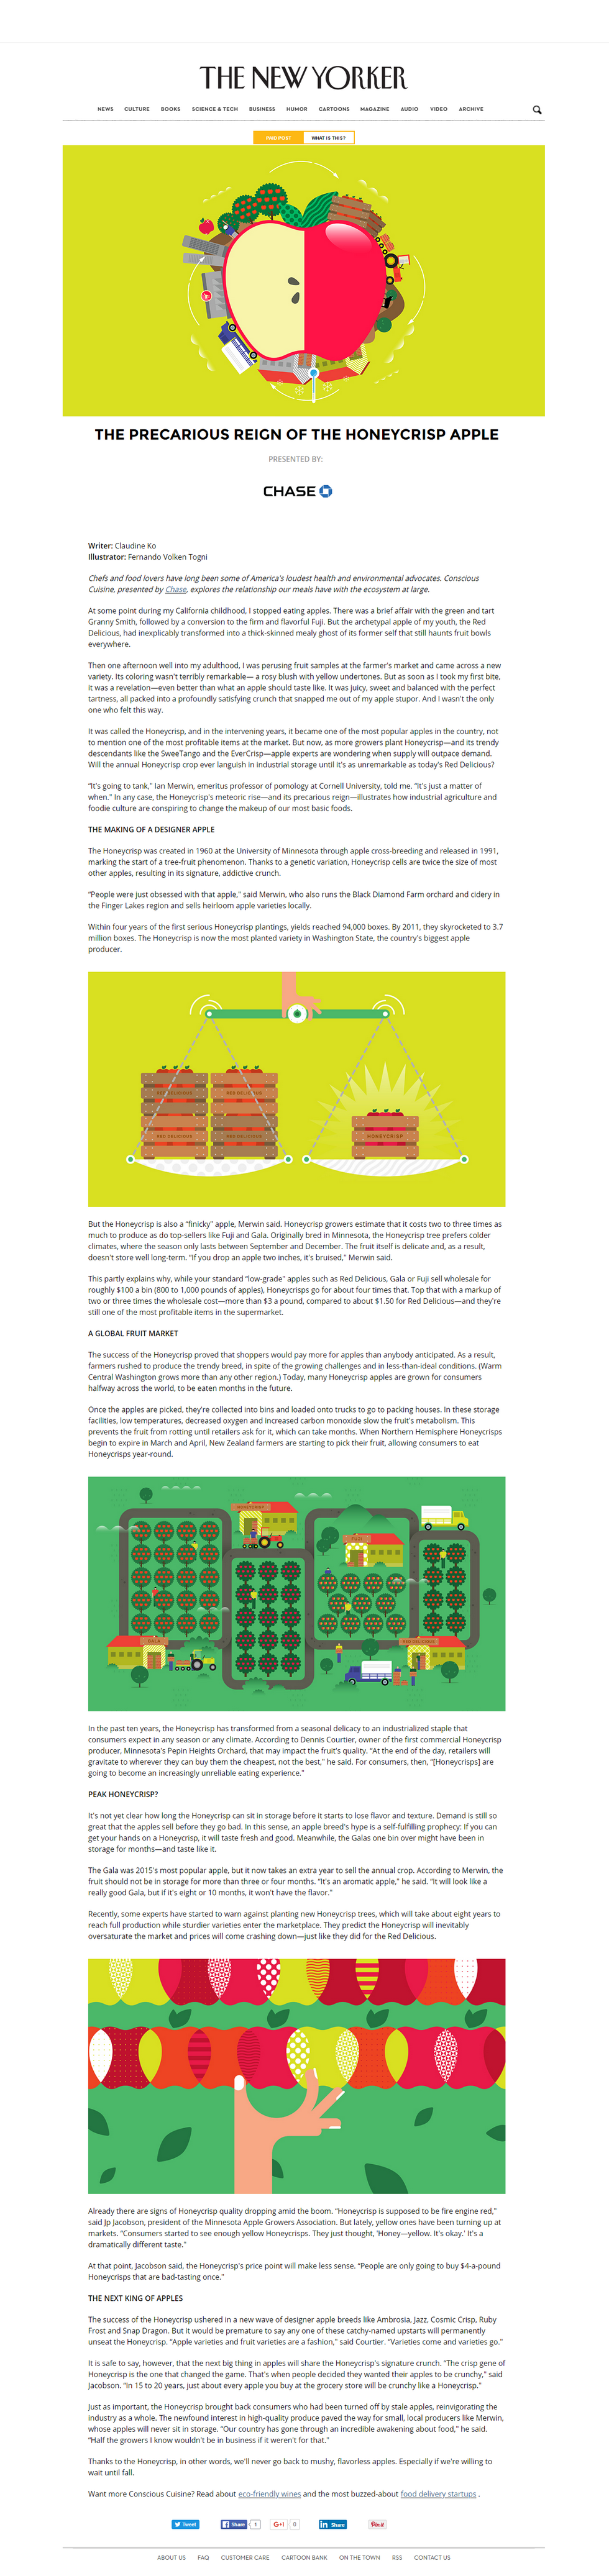 THE NEW YORKER
NEWS CULTURE BOOKS SCIENCE & TECH BUSINESS HUMOR CARTOONS MAGAZINE AUDIO VIDEO ARCHIVE
PAID POST WHAT IS THIS?
THE PRECARIOUS REIGN OF THE HONEYCRISP APPLE
PRESENTED BY:
CHASE
Writer: Claudine Ko
Illustrator: Fernando Volken Togni
Chefs and food lovers have long been some of America's loudest health and environmental advocates. Conscious
Cuisine, presented by Chase, explores the relationship our meals have with the ecosystem at large.
At some point during my California childhood, I stopped eating apples. There was a brief affair with the green and tart
Granny Smith, followed by a conversion to the firm and flavorful Fuji. But the archetypal apple of my youth, the Red
Delicious, had inexplicably transformed into a thick-skinned mealy ghost of its former self that still haunts fruit bowls
everywhere.
Then one afternoon well into my adulthood, I was perusing fruit samples at the farmer's market and came across a new
variety. Its coloring wasn't terribly remarkable— a rosy blush with yellow undertones. But as soon as I took my first bite,
it was a revelation—even better than what an apple should taste like. It was juicy, sweet and balanced with the perfect
tartness, all packed into a profoundly satisfying crunch that snapped me out of my apple stupor. And I wasn't the only
one who felt this way.
It was called the Honeycrisp, and in the intervening years, it became one of the most popular apples in the country, not
to mention one of the most profitable items at the market. But now, as more growers plant Honeycrisp—and its trendy
descendants like the SweeTango and the EverCrisp—apple experts are wondering when supply will outpace demand.
Will the annual Honeycrisp crop ever languish in industrial storage until it's as unremarkable as today's Red Delicious?
"It's going to tank," Ian Merwin, emeritus professor of pomology at Cornell University, told me. "It's just a matter of
when." In any case, the Honeycrisp's meteoric rise—and its precarious reign—illustrates how industrial agriculture and
foodie culture are conspiring to change the makeup of our most basic foods.
THE MAKING OF A DESIGNER APPLE
The Honeycrisp was created in 1960 at the University of Minnesota through apple cross-breeding and released in 1991,
marking the start of a tree-fruit phenomenon. Thanks to a genetic variation, Honeycrisp cells are twice the size of most
other apples, resulting in its signature, addictive crunch.
"People were just obsessed with that apple," said Merwin, who also runs the Black Diamond Farm orchard and cidery in
the Finger Lakes region and sells heirloom apple varieties locally.
Within four years of the first serious Honeycrisp plantings, yields reached 94,000 boxes. By 2011, they skyrocketed to 3.7
million boxes. The Honeycrisp is now the most planted variety in Washington State, the country's biggest apple
producer.
RED DELICIOUS RED DELICIOUS
RED DELICIOUS RED DELICIOUS HONEYCRISP
But the Honeycrisp is also a "finicky" apple, Merwin said. Honeycrisp growers estimate that it costs two to three times as
much to produce as do top-sellers like Fuji and Gala. Originally bred in Minnesota, the Honeycrisp tree prefers colder
climates, where the season only lasts between September and December. The fruit itself is delicate and, as a result,
doesn't store well long-term. "If you drop an apple two inches, it's bruised," Merwin said.
This partly explains why, while your standard "low-grade" apples such as Red Delicious, Gala or Fuji sell wholesale for
roughly $100 a bin (800 to 1,000 pounds of apples), Honeycrisps go for about four times that. Top that with a markup of
two or three times the wholesale cost—more than $3 a pound, compared to about $1.50 for Red Delicious—and they're
still one of the most profitable items in the supermarket.
A GLOBAL FRUIT MARKET
The success of the Honeycrisp proved that shoppers would pay more for apples than anybody anticipated. As a result,
farmers rushed to produce the trendy breed, in spite of the growing challenges and in less-than-ideal conditions. (Warm
Central Washington grows more than any other region.) Today, many Honeycrisp apples are grown for consumers
halfway across the world, to be eaten months in the future.
Once the apples are picked, they're collected into bins and loaded onto trucks to go to packing houses. In these storage
facilities, low temperatures, decreased oxygen and increased carbon monoxide slow the fruit's metabolism. This
prevents the fruit from rotting until retailers ask for it, which can take months. When Northern Hemisphere Honeycrisps
begin to expire in March and April, New Zealand farmers are starting to pick their fruit, allowing consumers to eat
Honeycrisps year-round.
HONEYCRISP
FUJI
GALA RED DELICIOUS
In the past ten years, the Honeycrisp has transformed from a seasonal delicacy to an industrialized staple that
consumers expect in any season or any climate. According to Dennis Courtier, owner of the first commercial Honeycrisp
producer, Minnesota's Pepin Heights Orchard, that may impact the fruit's quality. "At the end of the day, retailers will
gravitate to wherever they can buy them the cheapest, not the best," he said. For consumers, then, "[Honeycrisps] are
going to become an increasingly unreliable eating experience."
PEAK HONEYCRISP?
It's not yet clear how long the Honeycrisp can sit in storage before it starts to lose flavor and texture. Demand is still so
great that the apples sell before they go bad. In this sense, an apple breed's hype is a self-fulfilling prophecy: If you can
get your hands on a Honeycrisp, it will taste fresh and good. Meanwhile, the Galas one bin over might have been in
storage for months—and taste like it.
The Gala was 2015's most popular apple, but it now takes an extra year to sell the annual crop. According to Merwin, the
fruit should not be in storage for more than three or four months. "It's an aromatic apple," he said. "It will look like a
really good Gala, but if it's eight or 10 months, it won't have the flavor."
Recently, some experts have started to warn against planting new Honeycrisp trees, which will take about eight years to
reach full production while sturdier varieties enter the marketplace. They predict the Honeycrisp will inevitably
oversaturate the market and prices will come crashing down—just like they did for the Red Delicious.
Already there are signs of Honeycrisp quality dropping amid the boom. "Honeycrisp is supposed to be fire engine red,"
said Jp Jacobson, president of the Minnesota Apple Growers Association. But lately, yellow ones have been turning up at
markets. "Consumers started to see enough yellow Honeycrisps. They just thought, 'Honey—yellow. It's okay.' It's a
dramatically different taste."
At that point, Jacobson said, the Honeycrisp's price point will make less sense. "People are only going to buy $4-a-pound
Honeycrisps that are bad-tasting once."
THE NEXT KING OF APPLES
The success of the Honeycrisp ushered in a new wave of designer apple breeds like Ambrosia, Jazz, Cosmic Crisp, Ruby
Frost and Snap Dragon. But it would be premature to say any one of these catchy-named upstarts will permanently
unseat the Honeycrisp. "Apple varieties and fruit varieties are a fashion," said Courtier. "Varieties come and varieties go."
It is safe to say, however, that the next big thing in apples will share the Honeycrisp's signature crunch. "The crisp gene of
Honeycrisp is the one that changed the game. That's when people decided they wanted their apples to be crunchy," said
Jacobson. "In 15 to 20 years, just about every apple you buy at the grocery store will be crunchy like a Honeycrisp."
Just as important, the Honeycrisp brought back consumers who had been turned off by stale apples, reinvigorating the
industry as a whole. The newfound interest in high-quality produce paved the way for small, local producers like Merwin,
whose apples will never sit in storage. "Our country has gone through an incredible awakening about food," he said.
"Half the growers I know wouldn't be in business if it weren't for that."
Thanks to the Honeycrisp, in other words, we'll never go back to mushy, flavorless apples. Especially if we're willing to
wait until fall.
Want more Conscious Cuisine? Read about eco-friendly wines and the most buzzed-about food delivery startups .
Tweet Share 1 G+1 0 in Share Pin it
ABOUT US FAQ CUSTOMER CARE CARTOON BANK ON THE TOWN RSS CONTACT US